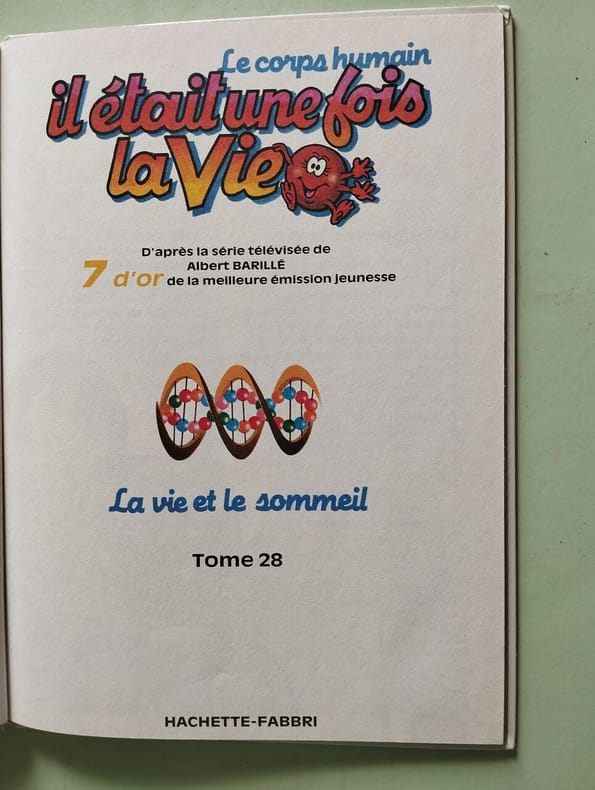 Le corps humain
il était une fois
la Vie
D'après la série télévisée de
Albert BARILLÉ
7 d'or de la meilleure émission jeunesse
La vie et le sommeil
Tome 28
HACHETTE-FABBRI